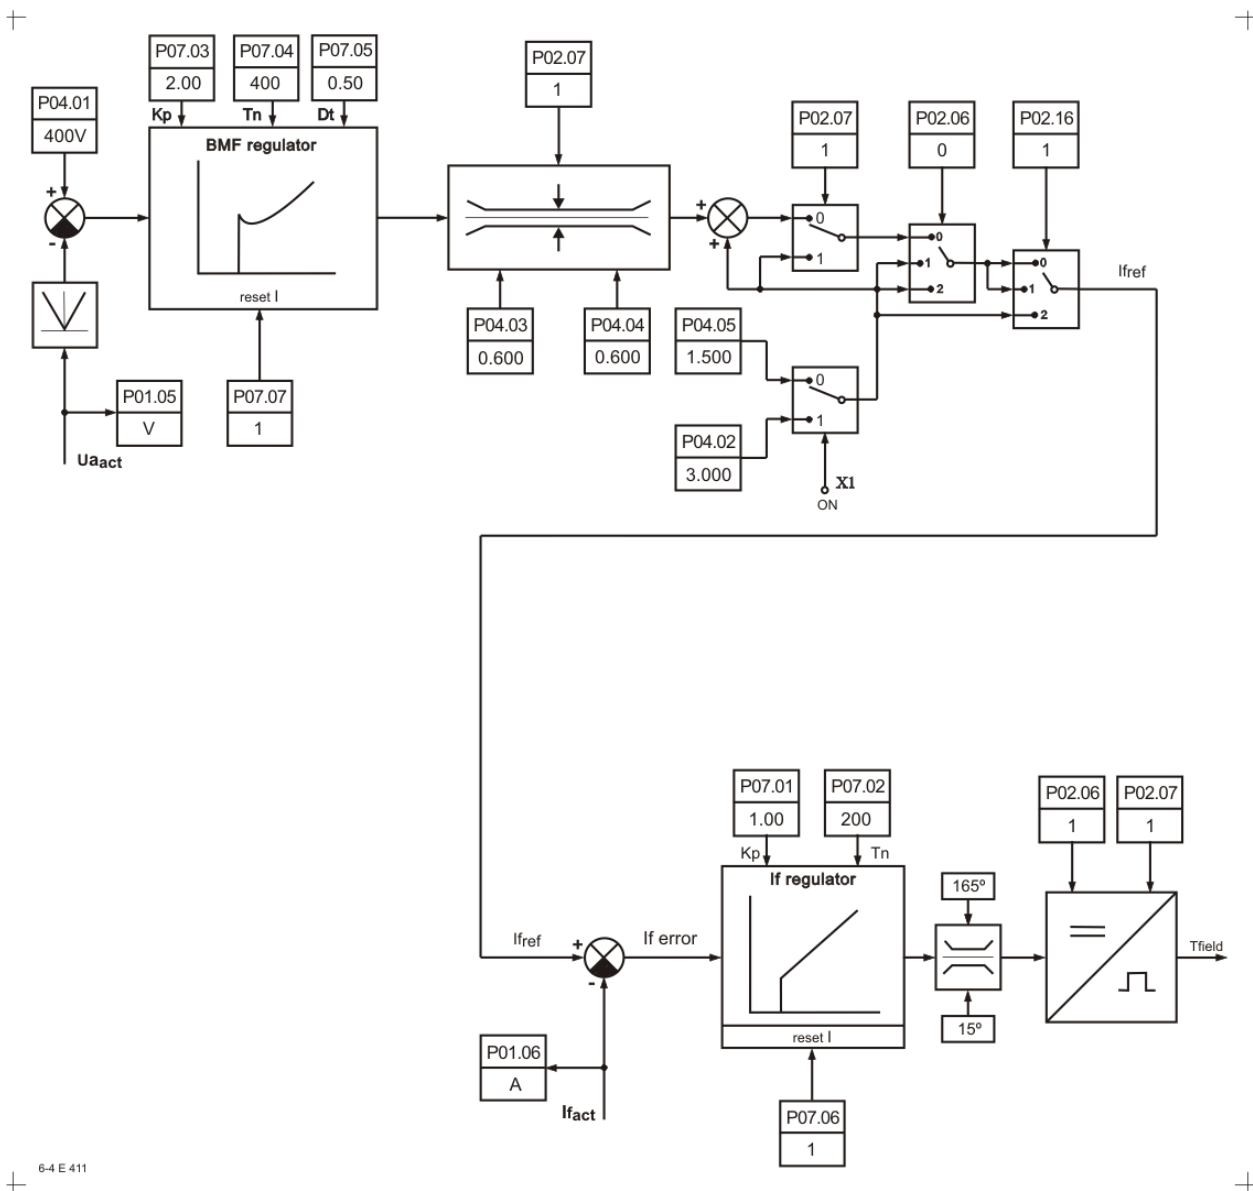 P07.03
2.00
P07.04
400
P07.05
0.50
P02.07
1
P04.01
400V
Kp
Tn
Dt
P02.07
1
P02.06
0
P02.16
1
BMF regulator
+
-
reset I
+
+
0
1
0
1
2
0
1
2
Ifref
P04.03
0.600
P04.04
0.600
P04.05
1.500
0
1
P01.05
V
P07.07
1
Uaact
P04.02
3.000
X1
ON
P07.01
1.00
P07.02
200
P02.06
1
P02.07
1
Kp
Tn
If regulator
165º
Ifref
+
-
If error
Tfield
15º
reset I
P01.06
A
Ifact
P07.06
1
6-4 E 411